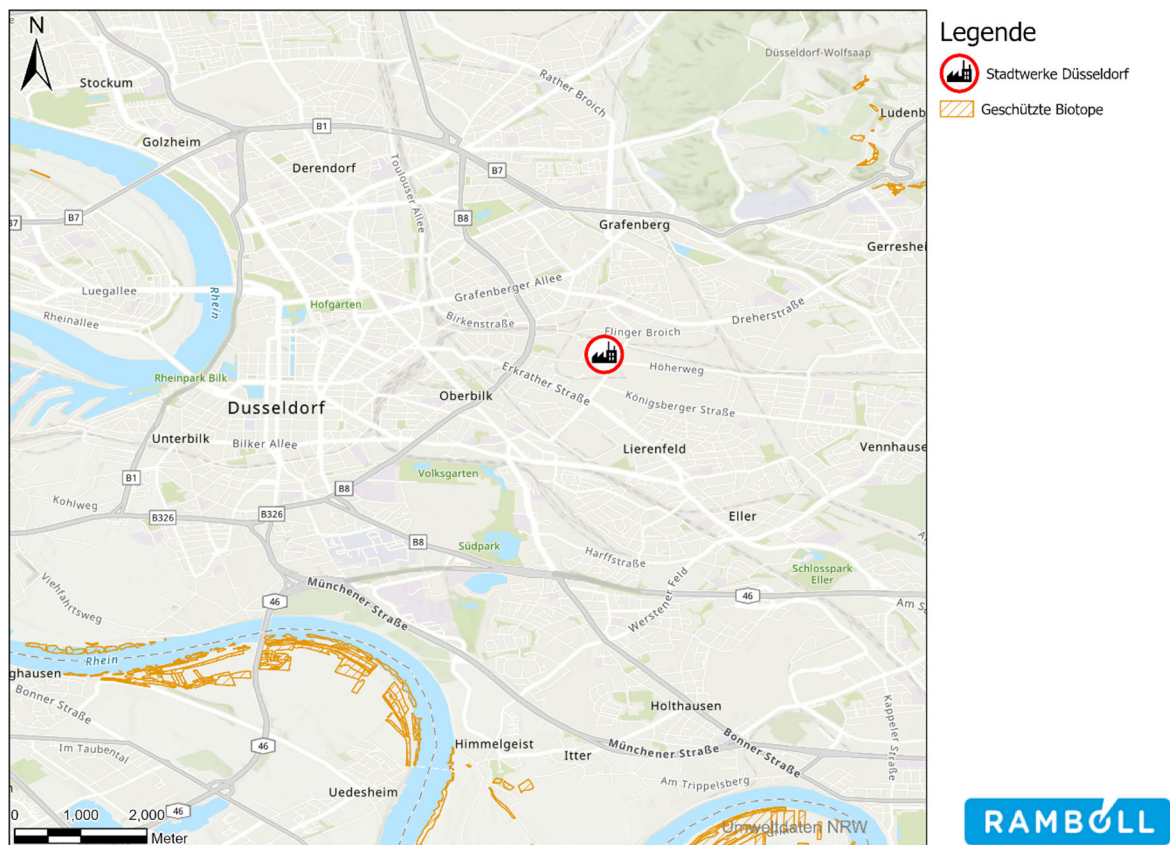 N
Stockum
Golzheim
B1
Derendorf
Toulouser Allee
Rather Broich
Düsseldorf-Wolfsaap
Ludenb
B7
B8
B7
B7
Grafenberg
Gerreshei
Luegallee
Rhein
Hofgarten
Grafenberger Allee
Rheinallee
Birkenstraße
Flinger Broich
Dreherstraße
Höherweg
Erkrather Straße
Rheinpark Bilk
Dusseldorf
Oberbilk
Königsberger Straße
Unterbilk
Bilker Allee
Lierenfeld
Vennhause
B1
Volksgarten
Kohlweg
B8
B326
B326
Eller
B8
Südpark
Harffstraße
Schlosspark
Eller
Viehfahrtsweg
Münchener Straße
46
Werstener Feld
46
Am Sc
Rhein
ghausen
Bonner Straße
Holthausen
Kappeler Straße
46
Im Taubental
Himmelgeist
Itter
Münchener Straße
Bonner Straße
Am Trippelsberg
Uedesheim
46
0 1,000 2,000
Meter
Umweltdaten NRW
Legende
Stadtwerke Düsseldorf
Geschützte Biotope
RAMBOLL